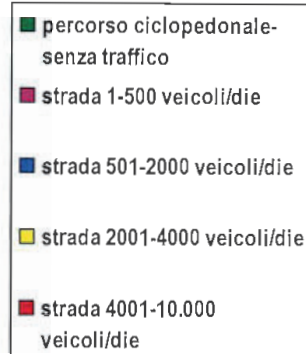 percorso ciclopedonale-
senza traffico
strada 1-500 veicoli/die
strada 501-2000 veicoli/die
strada 2001-4000 veicoli/die
strada 4001-10.000
veicoli/die